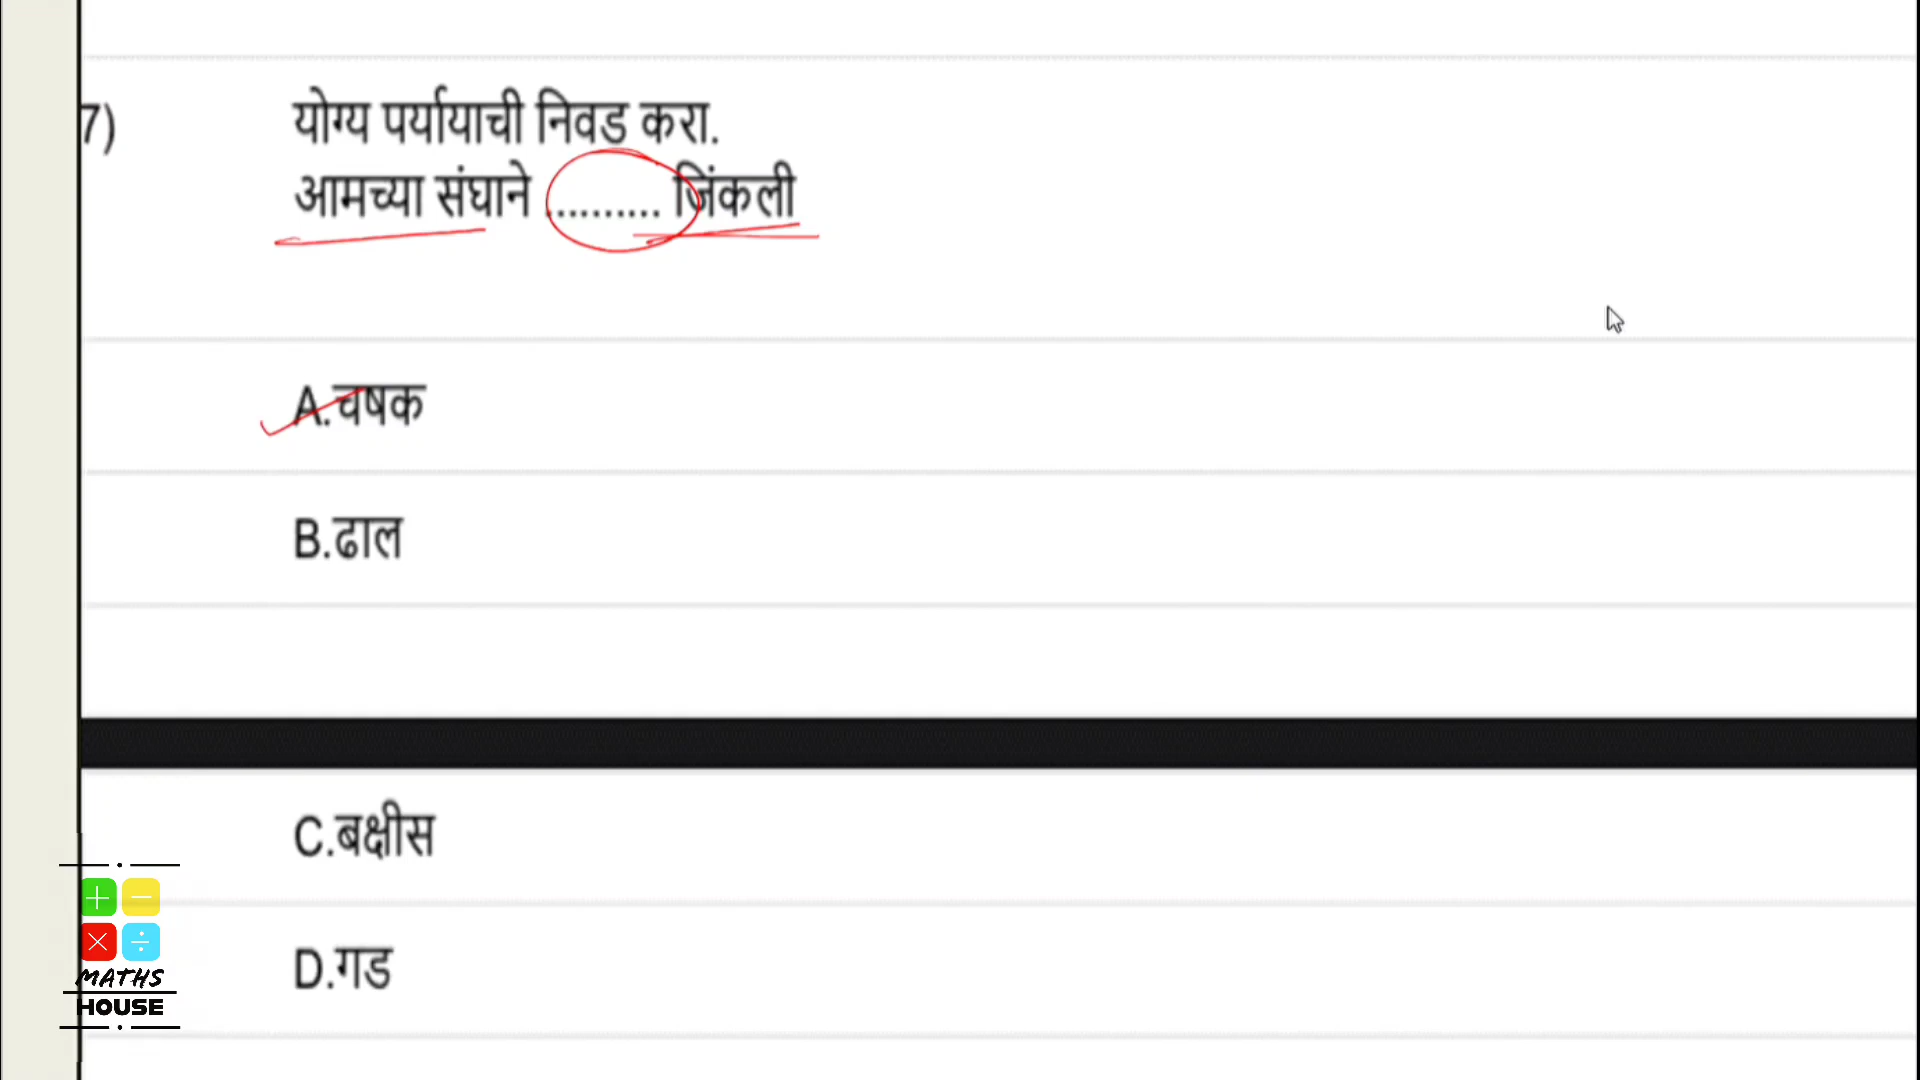 7)
योग्य पर्यायाची निवड करा.
आमच्या संघाने .......... जिंकली
A.चषक
B.ढाल
C.बक्षीस
D.गड
MATHS
HOUSE